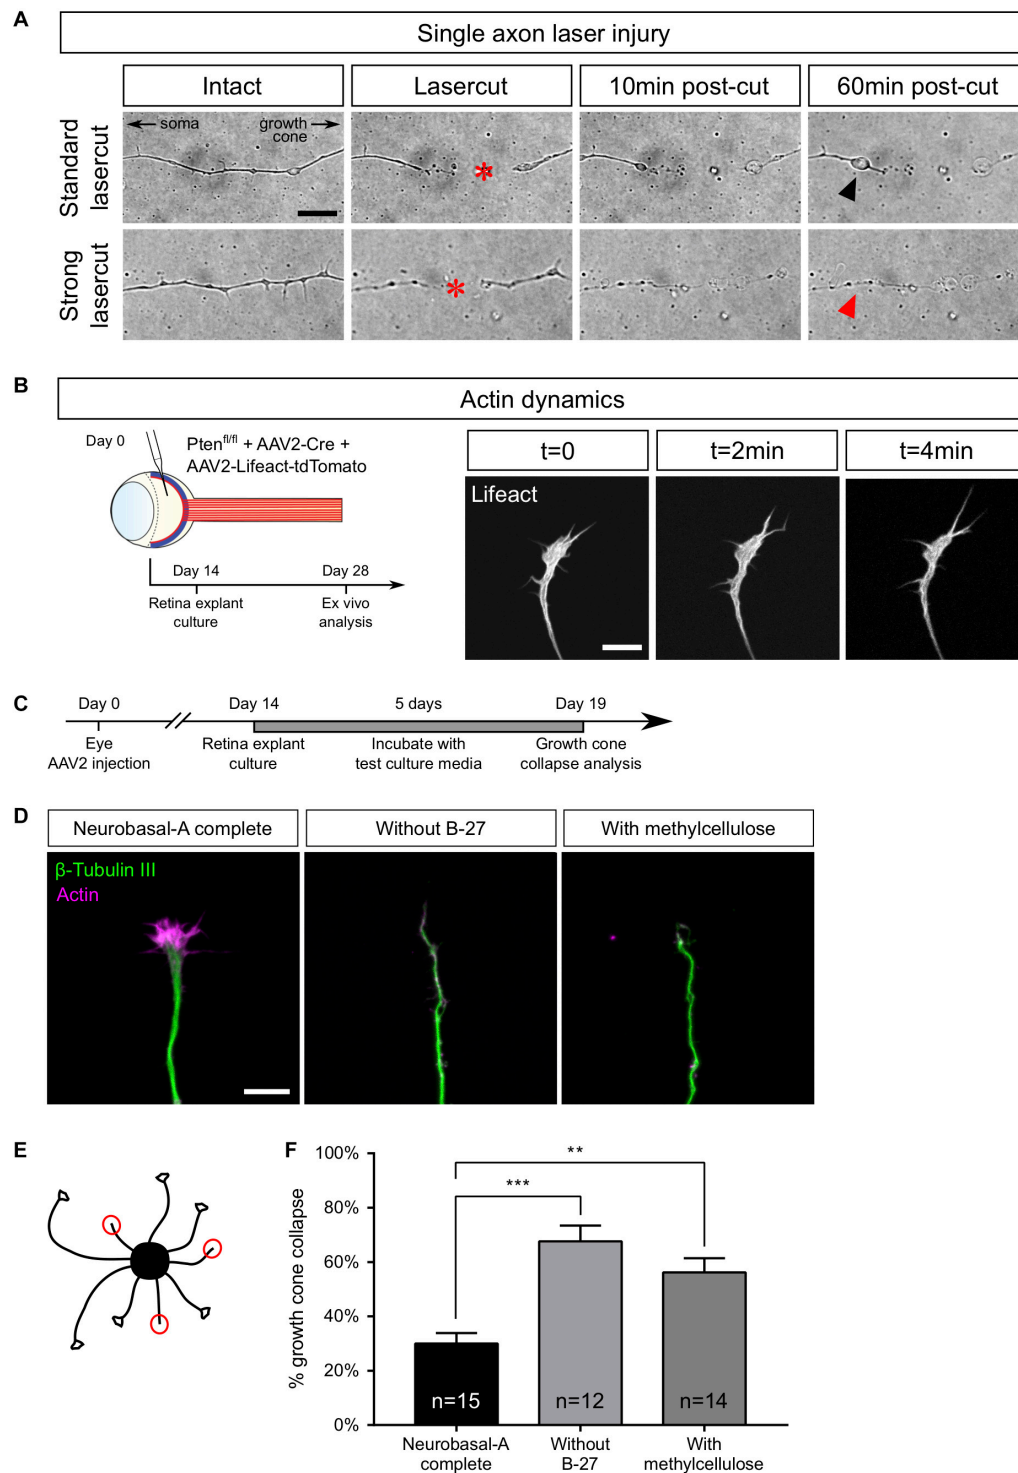 A
Single axon laser injury
Intact
Lasercut
10min post-cut
60min post-cut
Standard
lasercut
soma
growth
cone
*
Strong
lasercut
*
B
Actin dynamics
Day 0
Pten^fl/fl + AAV2-Cre +
AAV2-Lifeact-tdTomato
Day 14
Day 28
Retina explant
culture
Ex vivo
analysis
t=0
t=2min
t=4min
Lifeact
C
Day 0
Day 14
5 days
Day 19
Eye
AAV2 injection
Retina explant
culture
Incubate with
test culture media
Growth cone
collapse analysis
D
Neurobasal-A complete
Without B-27
With methylcellulose
β-Tubulin III
Actin
E
F
% growth cone collapse
100%
80%
60%
40%
20%
0%
**
***
n=15
n=12
n=14
Neurobasal-A
complete
Without
B-27
With
methylcellulose